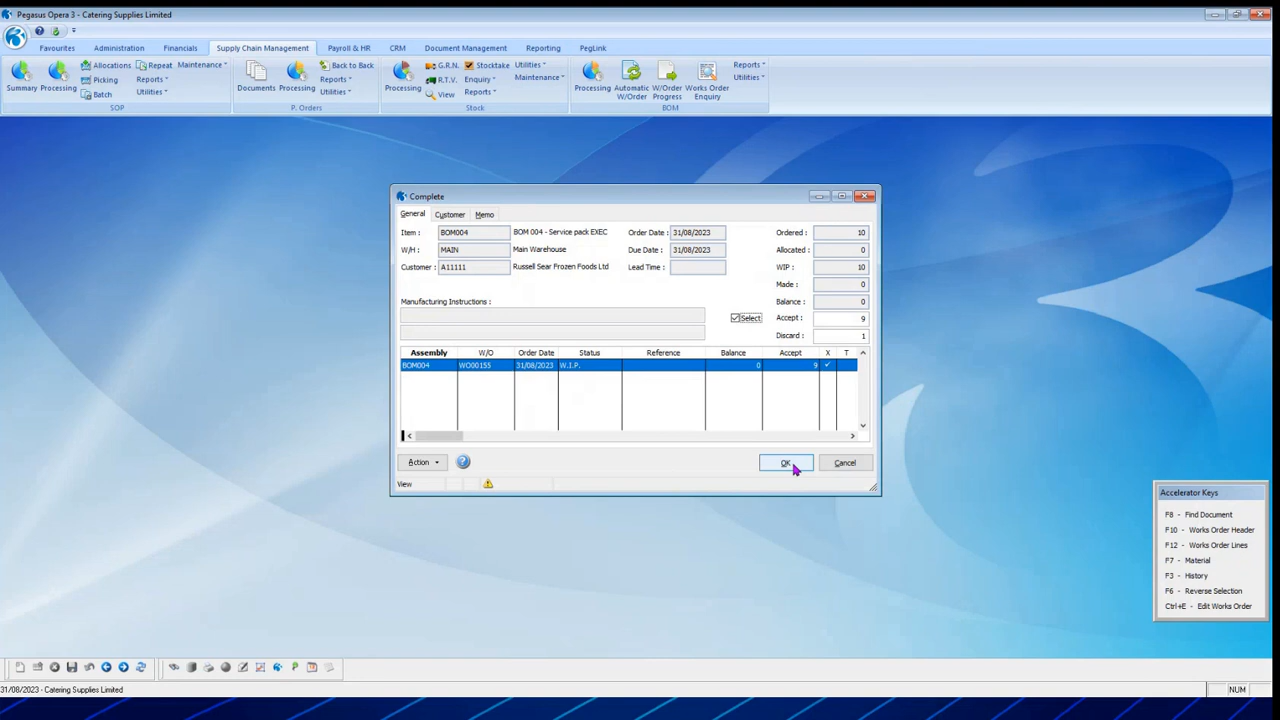 Pegasus Opera 3 - Catering Supplies Limited
Favourites Administration Financials Supply Chain Management Payroll & HR CRM Document Management Reporting PegLink
Summary Processing Allocations Picking Batch Repeat Reports Utilities Maintenance
SOP
Documents Processing Back to Back Reports Utilities
P. Orders
Processing G.R.N. R.T.V. View Stocktake Enquiry Reports Utilities Maintenance
Stock
Processing Automatic W/Order W/Order Progress Works Order Enquiry Reports Utilities
BOM
Complete
General Customer Memo
Item : BOM004 BOM 004 - Service pack EXEC Order Date : 31/08/2023 Ordered : 10
W/H : MAIN Main Warehouse Due Date : 31/08/2023 Allocated : 0
Customer : A11111 Russell Sear Frozen Foods Ltd Lead Time : WIP : 10
Made : 0
Manufacturing Instructions : Balance : 0
Select Accept : 9
Discard : 1
Assembly W/O Order Date Status Reference Balance Accept X T
BOM004 WO00155 31/08/2023 W.I.P. 0 9
Action OK Cancel
View
Accelerator Keys
F8 - Find Document
F10 - Works Order Header
F12 - Works Order Lines
F7 - Material
F3 - History
F6 - Reverse Selection
Ctrl+E - Edit Works Order
31/08/2023 - Catering Supplies Limited NUM